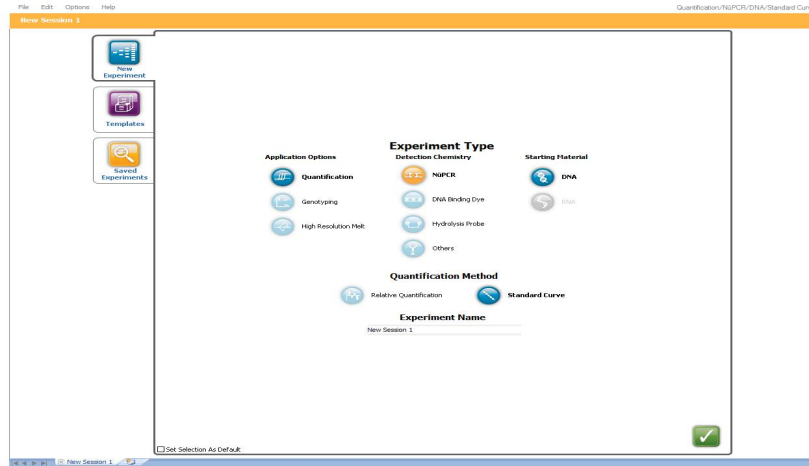 File Edit Options Help
Quantification/NüPCR/DNA/Standard Cur
New Session 1
New
Experiment
Templates
Saved
Experiments
Experiment Type
Application Options Detection Chemistry Starting Material
Quantification NüPCR DNA
Genotyping DNA Binding Dye RNA
High Resolution Melt Hydrolysis Probe
Others
Quantification Method
Relative Quantification Standard Curve
Experiment Name
New Session 1
Set Selection As Default
New Session 1